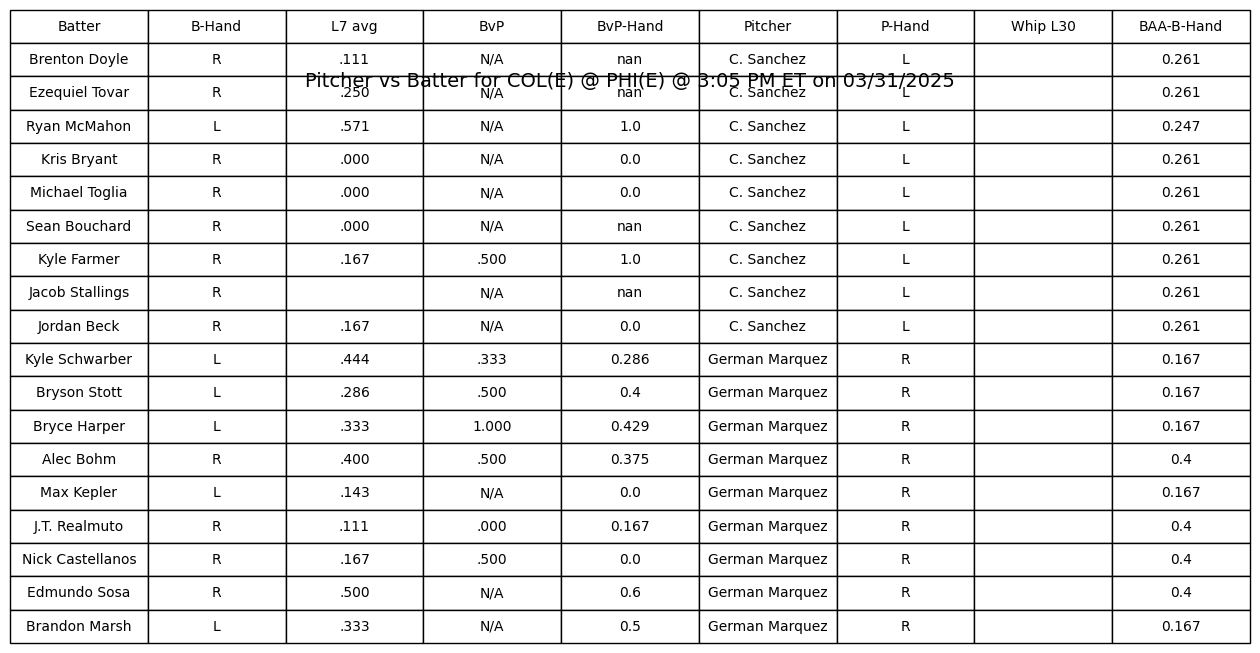 Batter B-Hand L7 avg BvP BvP-Hand Pitcher P-Hand Whip L30 BAA-B-Hand
Brenton Doyle R .111 N/A nan C. Sanchez L 0.261
Pitcher vs Batter for COL(E) @ PHI(E) @ 3:05 PM ET on 03/31/2025
Ezequiel Tovar R .250 N/A nan C. Sanchez L 0.261
Ryan McMahon L .571 N/A 1.0 C. Sanchez L 0.247
Kris Bryant R .000 N/A 0.0 C. Sanchez L 0.261
Michael Toglia R .000 N/A 0.0 C. Sanchez L 0.261
Sean Bouchard R .000 N/A nan C. Sanchez L 0.261
Kyle Farmer R .167 .500 1.0 C. Sanchez L 0.261
Jacob Stallings R N/A nan C. Sanchez L 0.261
Jordan Beck R .167 N/A 0.0 C. Sanchez L 0.261
Kyle Schwarber L .444 .333 0.286 German Marquez R 0.167
Bryson Stott L .286 .500 0.4 German Marquez R 0.167
Bryce Harper L .333 1.000 0.429 German Marquez R 0.167
Alec Bohm R .400 .500 0.375 German Marquez R 0.4
Max Kepler L .143 N/A 0.0 German Marquez R 0.167
J.T. Realmuto R .111 .000 0.167 German Marquez R 0.4
Nick Castellanos R .167 .500 0.0 German Marquez R 0.4
Edmundo Sosa R .500 N/A 0.6 German Marquez R 0.4
Brandon Marsh L .333 N/A 0.5 German Marquez R 0.167